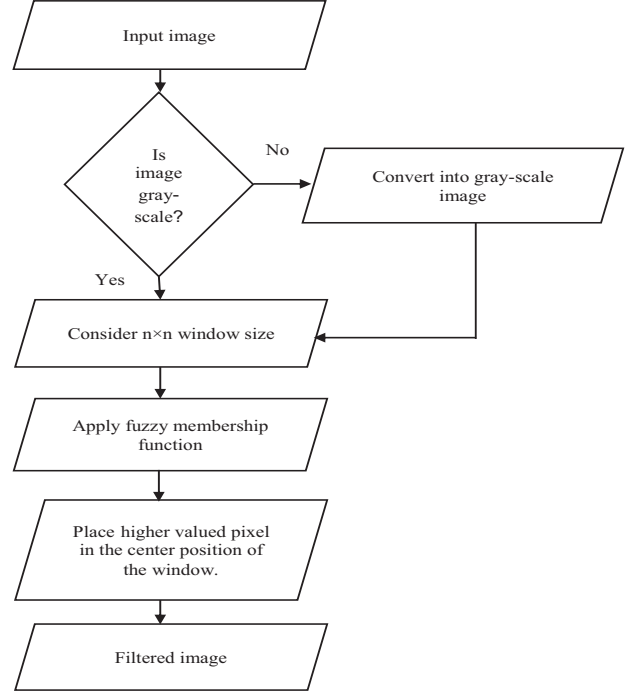 Input image
Is
image
gray-
scale?
No
Convert into gray-scale
image
Yes
Consider n×n window size
Apply fuzzy membership
function
Place higher valued pixel
in the center position of
the window.
Filtered image